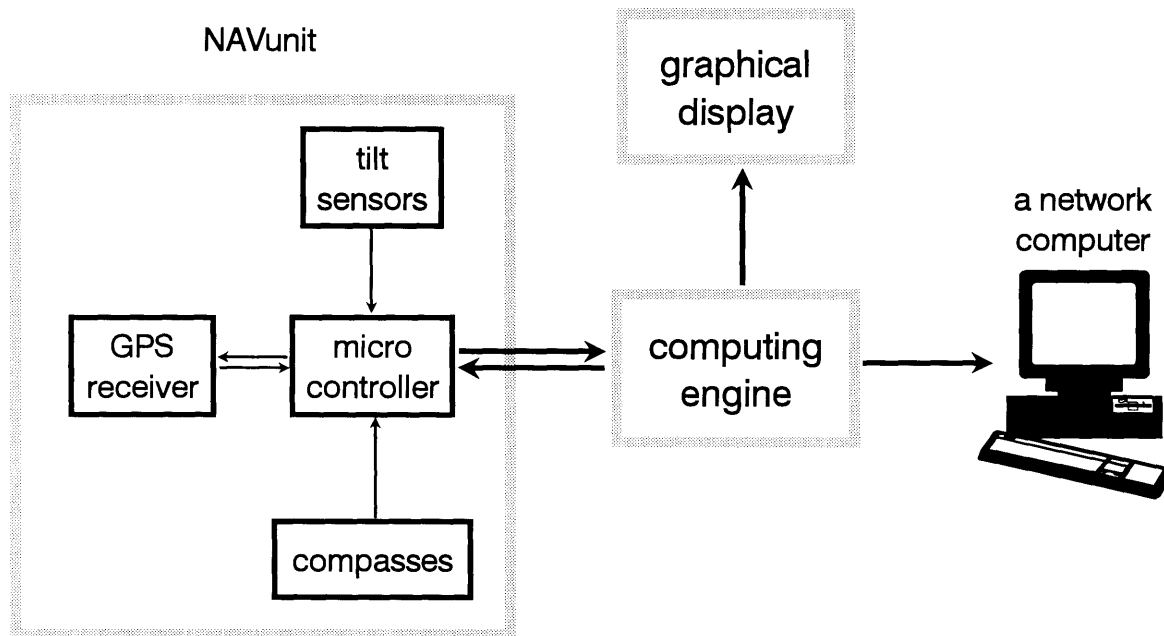 NAVunit
graphical
display
tilt
sensors
a network
computer
GPS
receiver
micro
controller
computing
engine
compasses